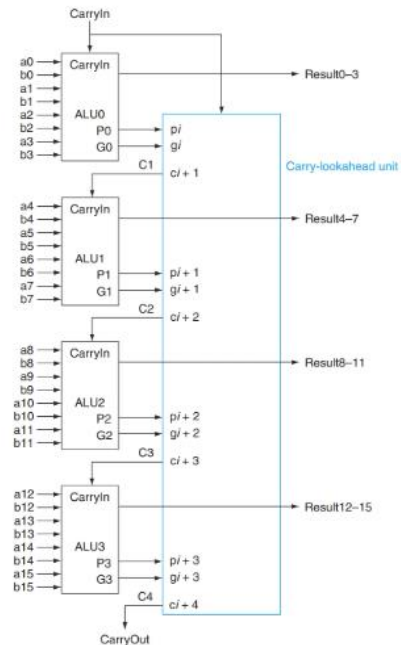 CarryIn
a0
b0
a1
b1
a2
b2
a3
b3
CarryIn
ALU0
P0
G0
Result0–3
pi
gi
Carry-lookahead unit
C1
ci + 1
a4
b4
a5
b5
a6
b6
a7
b7
CarryIn
ALU1
P1
G1
Result4–7
pi + 1
gi + 1
C2
ci + 2
a8
b8
a9
b9
a10
b10
a11
b11
CarryIn
ALU2
P2
G2
Result8–11
pi + 2
gi + 2
C3
ci + 3
a12
b12
a13
b13
a14
b14
a15
b15
CarryIn
ALU3
P3
G3
Result12–15
pi + 3
gi + 3
C4
ci + 4
CarryOut